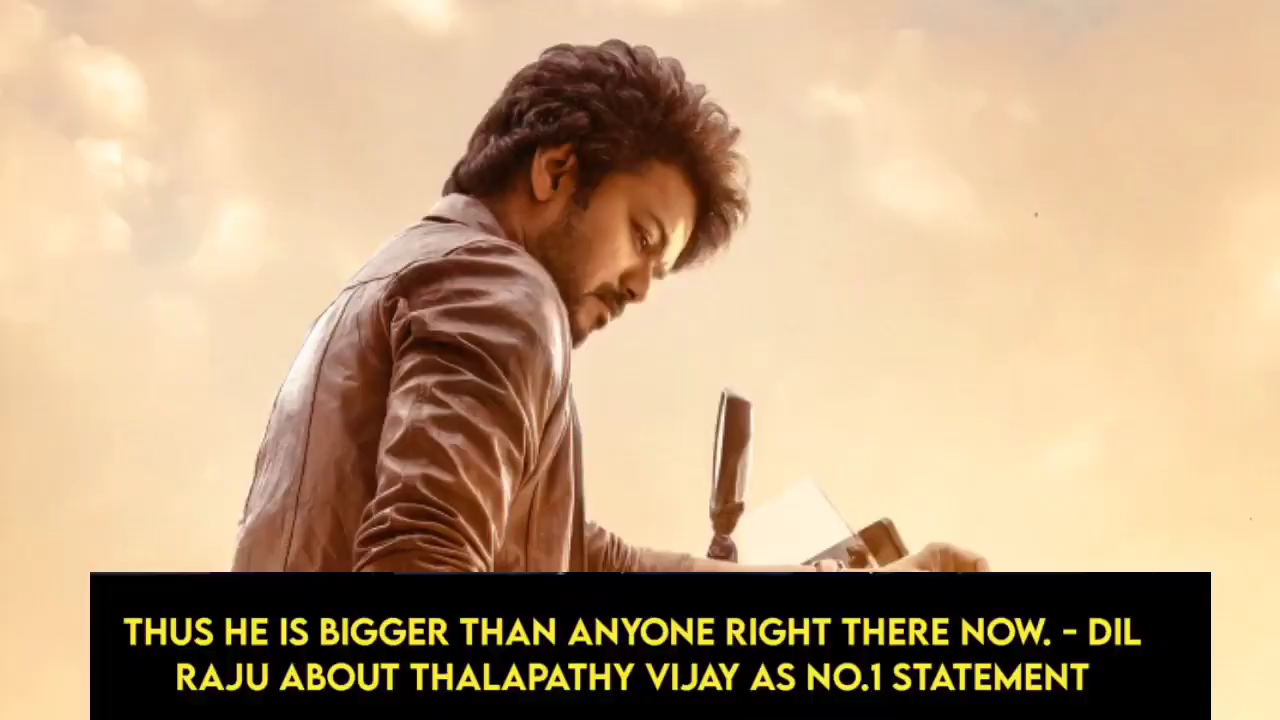 THUS HE IS BIGGER THAN ANYONE RIGHT THERE NOW. - DIL
RAJU ABOUT THALAPATHY VIJAY AS NO.1 STATEMENT